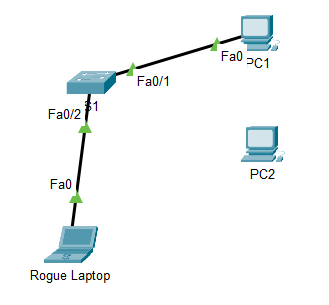 Fa0
PC1
Fa0/1
S1
Fa0/2
PC2
Fa0
Rogue Laptop